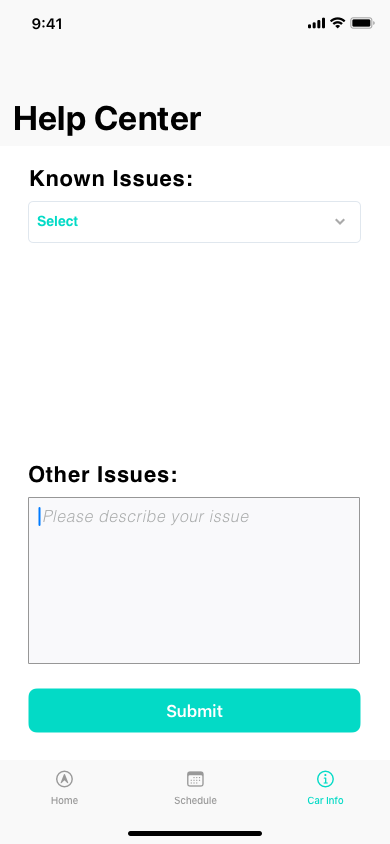 9:41
Help Center
Known Issues:
Select
Other Issues:
Please describe your issue
Submit
Home
Schedule
Car Info